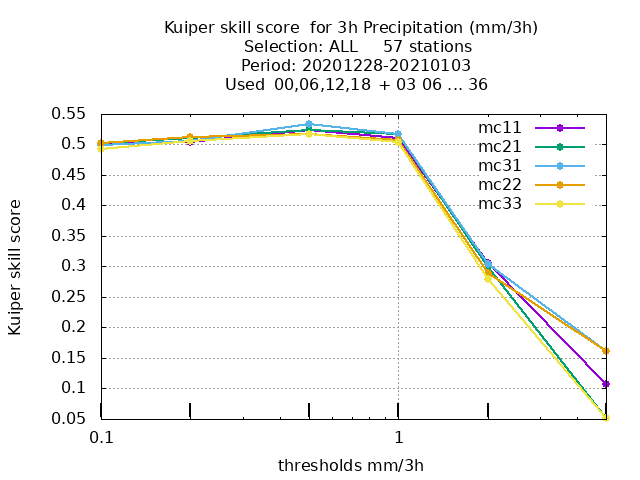 Kuiper skill score  for 3h Precipitation (mm/3h)
Selection: ALL     57 stations
Period: 20201228-20210103
Used  00,06,12,18  + 03 06 ... 36
mc11
mc21
mc31
mc22
mc33
0.55
0.5
0.45
0.4
0.35
0.3
0.25
0.2
0.15
0.1
0.05
Kuiper skill score
0.1
1
thresholds mm/3h